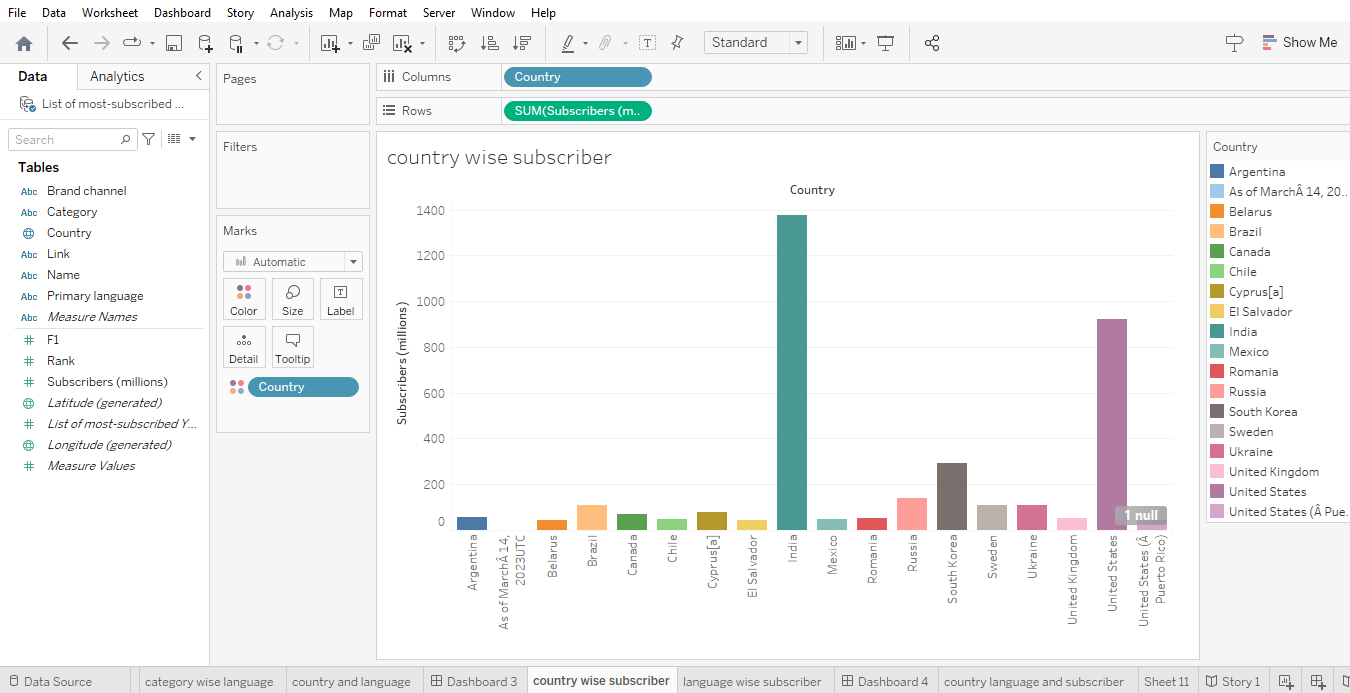 File Data Worksheet Dashboard Story Analysis Map Format Server Window Help
Standard
Show Me
Data Analytics
List of most-subscribed ...
Search
Tables
Abc Brand channel
Abc Category
Country
Abc Link
Abc Name
Abc Primary language
Abc Measure Names
F1
Rank
Subscribers (millions)
Latitude (generated)
List of most-subscribed Y...
Longitude (generated)
Measure Values
Pages
Filters
Marks
Automatic
Color Size Label
Detail Tooltip
Country
Columns Country
Rows SUM(Subscribers (m..
country wise subscriber
Country
Subscribers (millions)
1400
1200
1000
800
600
400
200
0
1 null
Argentina
As of MarchÂ 14,
2023UTC
Belarus
Brazil
Canada
Chile
Cyprus[a]
El Salvador
India
Mexico
Romania
Russia
South Korea
Sweden
Ukraine
United Kingdom
United States
United States (Â
Puerto Rico)
Country
Argentina
As of MarchÂ 14, 20..
Belarus
Brazil
Canada
Chile
Cyprus[a]
El Salvador
India
Mexico
Romania
Russia
South Korea
Sweden
Ukraine
United Kingdom
United States
United States (Â Pue..
Data Source category wise language country and language Dashboard 3 country wise subscriber language wise subscriber Dashboard 4 country language and subscriber Sheet 11 Story 1